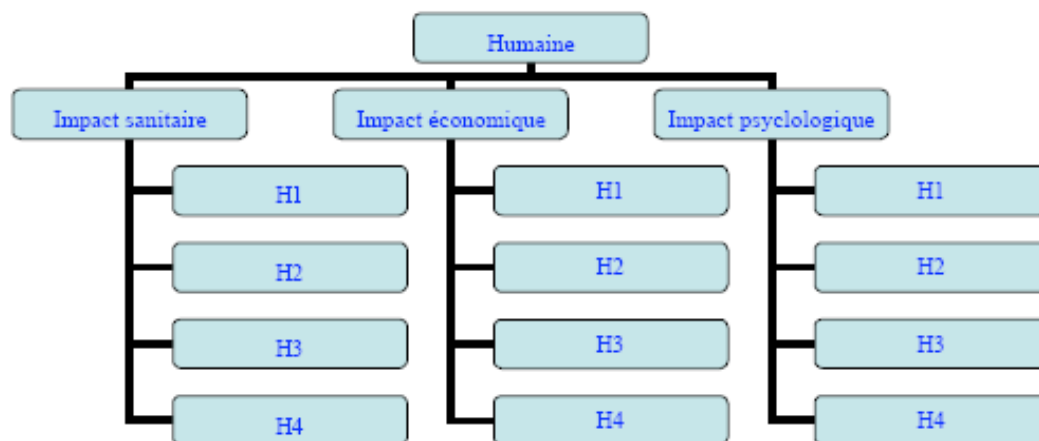 Humaine
Impact sanitaire
Impact économique
Impact psyclologique
H1
H1
H1
H2
H2
H2
H3
H3
H3
H4
H4
H4